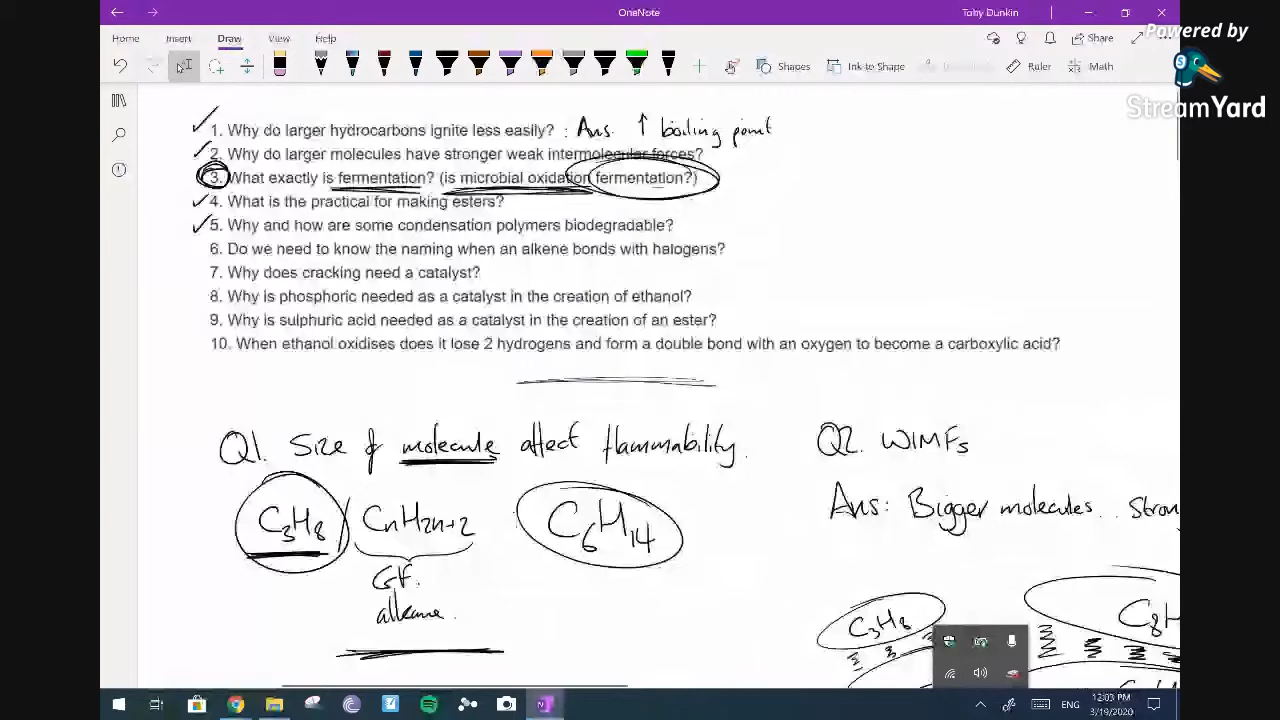 OneNote
Toby Dunkin
Powered by
StreamYard
Home Insert Draw View Help
Share
Shapes
Ink to Shape
Ruler
Math
1. Why do larger hydrocarbons ignite less easily? : Ans. ↑ boiling point
2. Why do larger molecules have stronger weak intermolecular forces?
3. What exactly is fermentation? (is microbial oxidation fermentation?)
4. What is the practical for making esters?
5. Why and how are some condensation polymers biodegradable?
6. Do we need to know the naming when an alkene bonds with halogens?
7. Why does cracking need a catalyst?
8. Why is phosphoric needed as a catalyst in the creation of ethanol?
9. Why is sulphuric acid needed as a catalyst in the creation of an ester?
10. When ethanol oxidises does it lose 2 hydrogens and form a double bond with an oxygen to become a carboxylic acid?
Q1. Size of molecule affect flammability.
C3H8 / CnH2n+2 C6H14
G.F.
alkane.
Q2. WIMFs
Ans: Bigger molecules.. Stron
C3H8 C8H
ENG
12:03 PM
3/19/2020